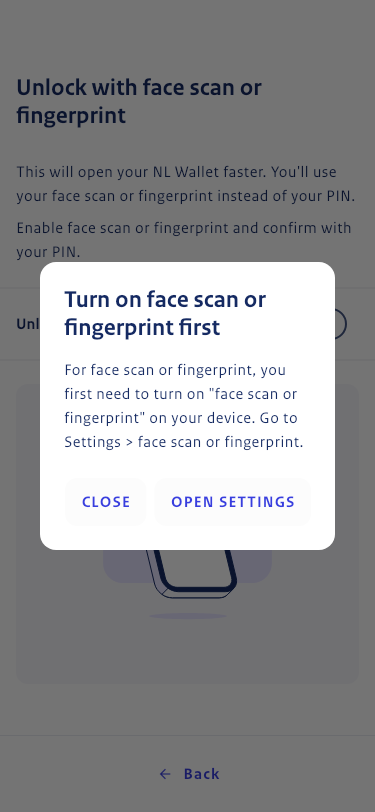 Unlock with face scan or
fingerprint
This will open your NL Wallet faster. You'll use
your face scan or fingerprint instead of your PIN.
Enable face scan or fingerprint and confirm with
your PIN.
Turn on face scan or
fingerprint first
For face scan or fingerprint, you
first need to turn on "face scan or
fingerprint" on your device. Go to
Settings > face scan or fingerprint.
CLOSE OPEN SETTINGS
← Back